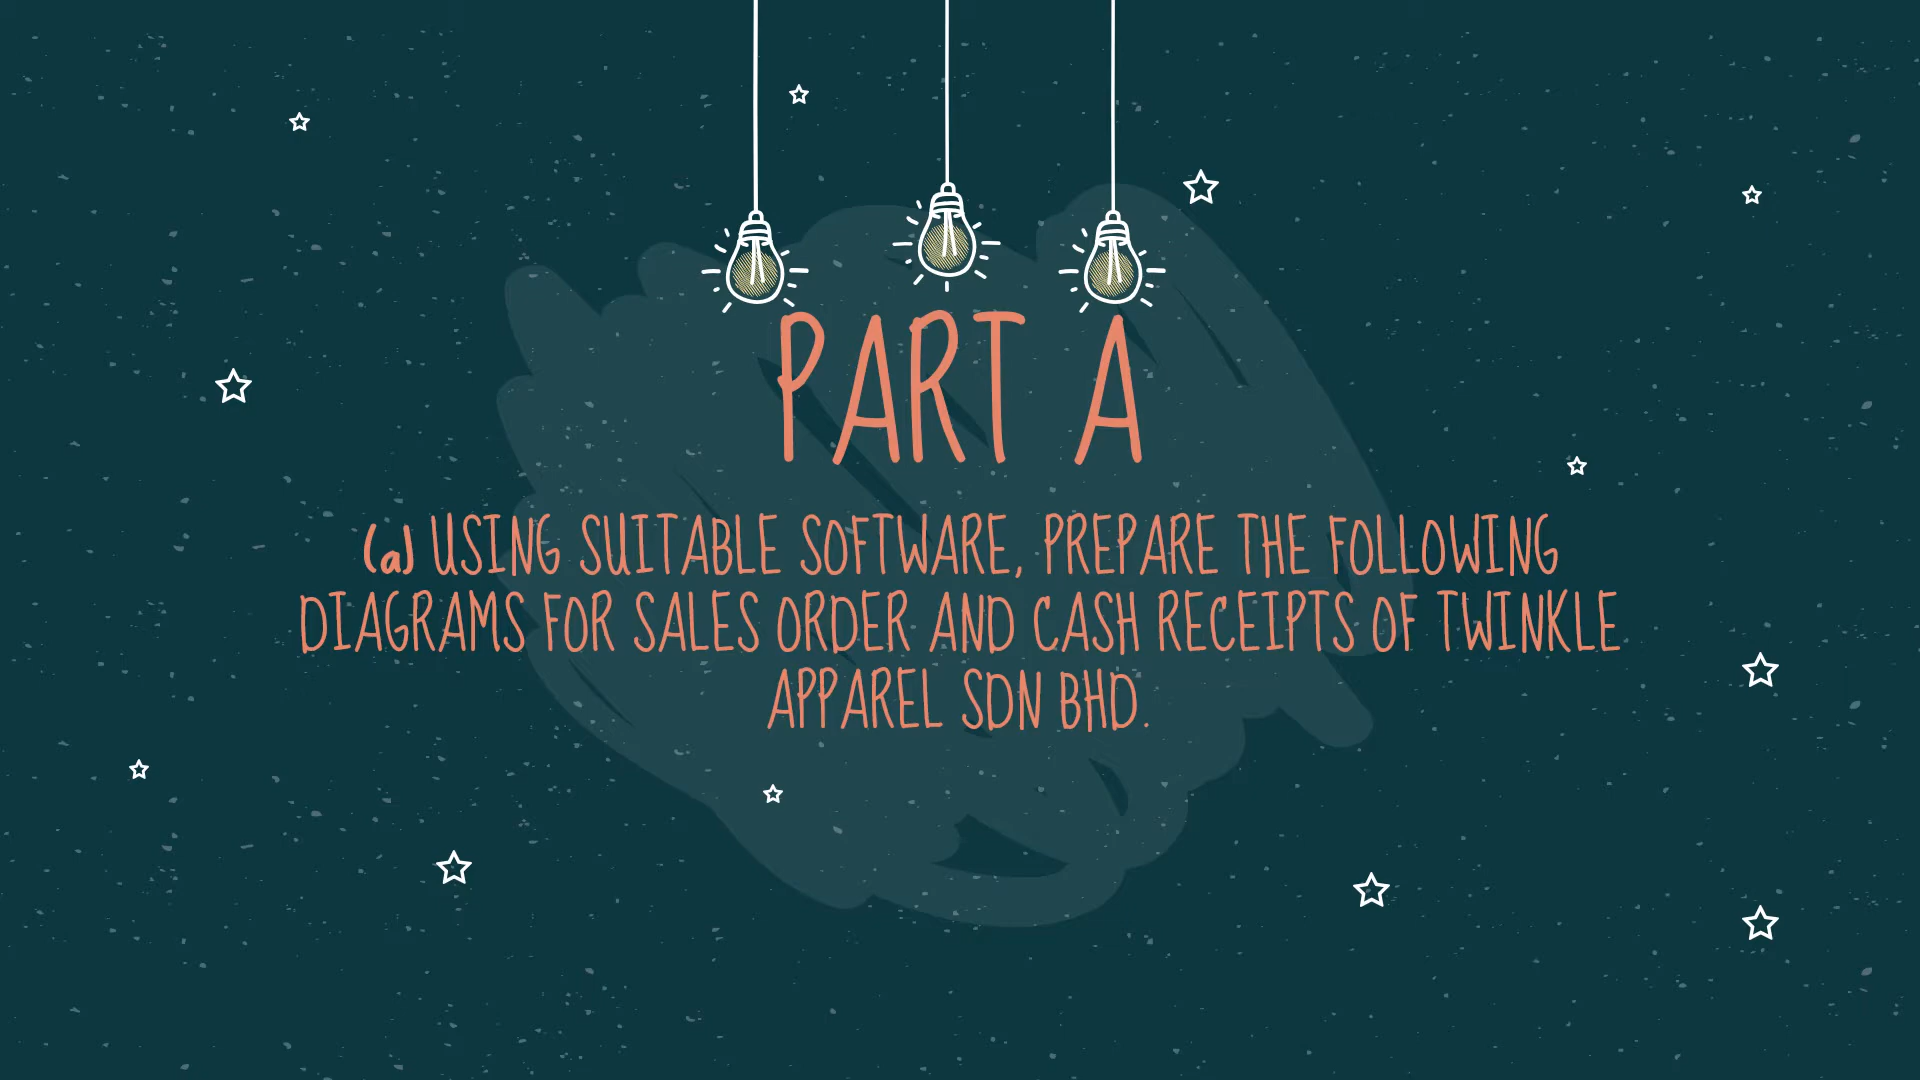 PART A
(a) USING SUITABLE SOFTWARE, PREPARE THE FOLLOWING
DIAGRAMS FOR SALES ORDER AND CASH RECEIPTS OF TWINKLE
APPAREL SDN BHD.